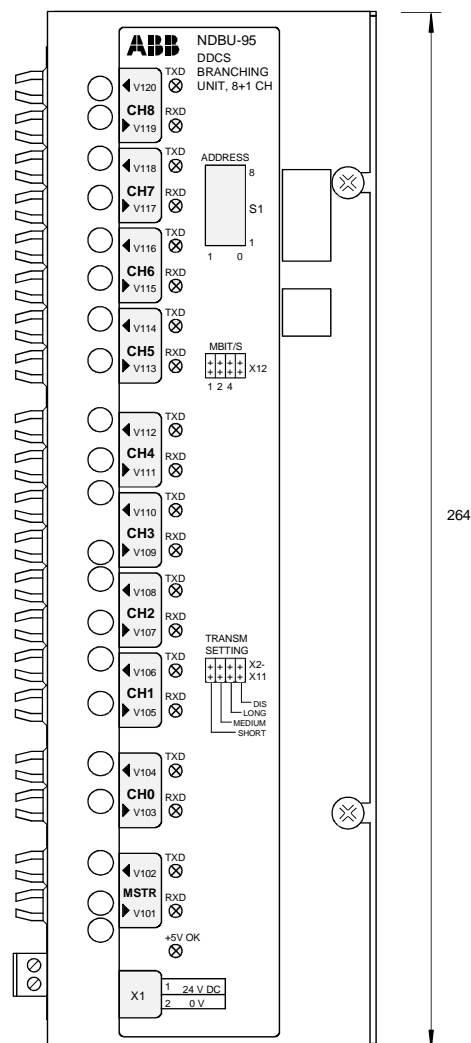 ABB NDBU-95
DDCS
BRANCHING
UNIT, 8+1 CH
TXD
V120
CH8
RXD
V119
TXD
V118
CH7
RXD
V117
TXD
V116
CH6
RXD
V115
TXD
V114
CH5
RXD
V113
ADDRESS
8
S1
1
1 0
MBIT/S
X12
1 2 4
TXD
V112
CH4
RXD
V111
TXD
V110
CH3
RXD
V109
TXD
V108
CH2
RXD
V107
TXD
V106
CH1
RXD
V105
TRANSM
SETTING
X2-
X11
DIS
LONG
MEDIUM
SHORT
TXD
V104
CH0
RXD
V103
TXD
V102
MSTR
RXD
V101
+5V OK
X1
1 24 V DC
2 0 V
264